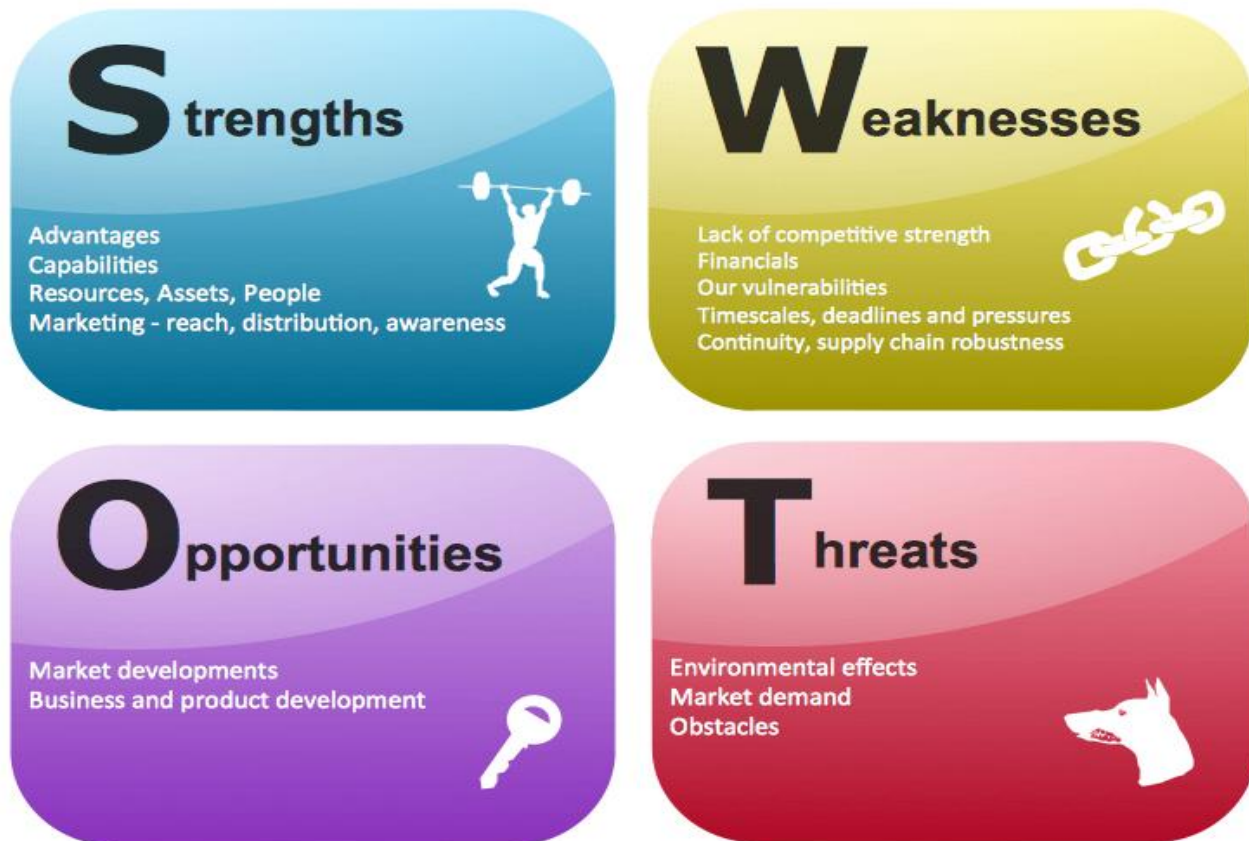 Strengths
Advantages
Capabilities
Resources, Assets, People
Marketing - reach, distribution, awareness
Weaknesses
Lack of competitive strength
Financials
Our vulnerabilities
Timescales, deadlines and pressures
Continuity, supply chain robustness
Opportunities
Market developments
Business and product development
Threats
Environmental effects
Market demand
Obstacles